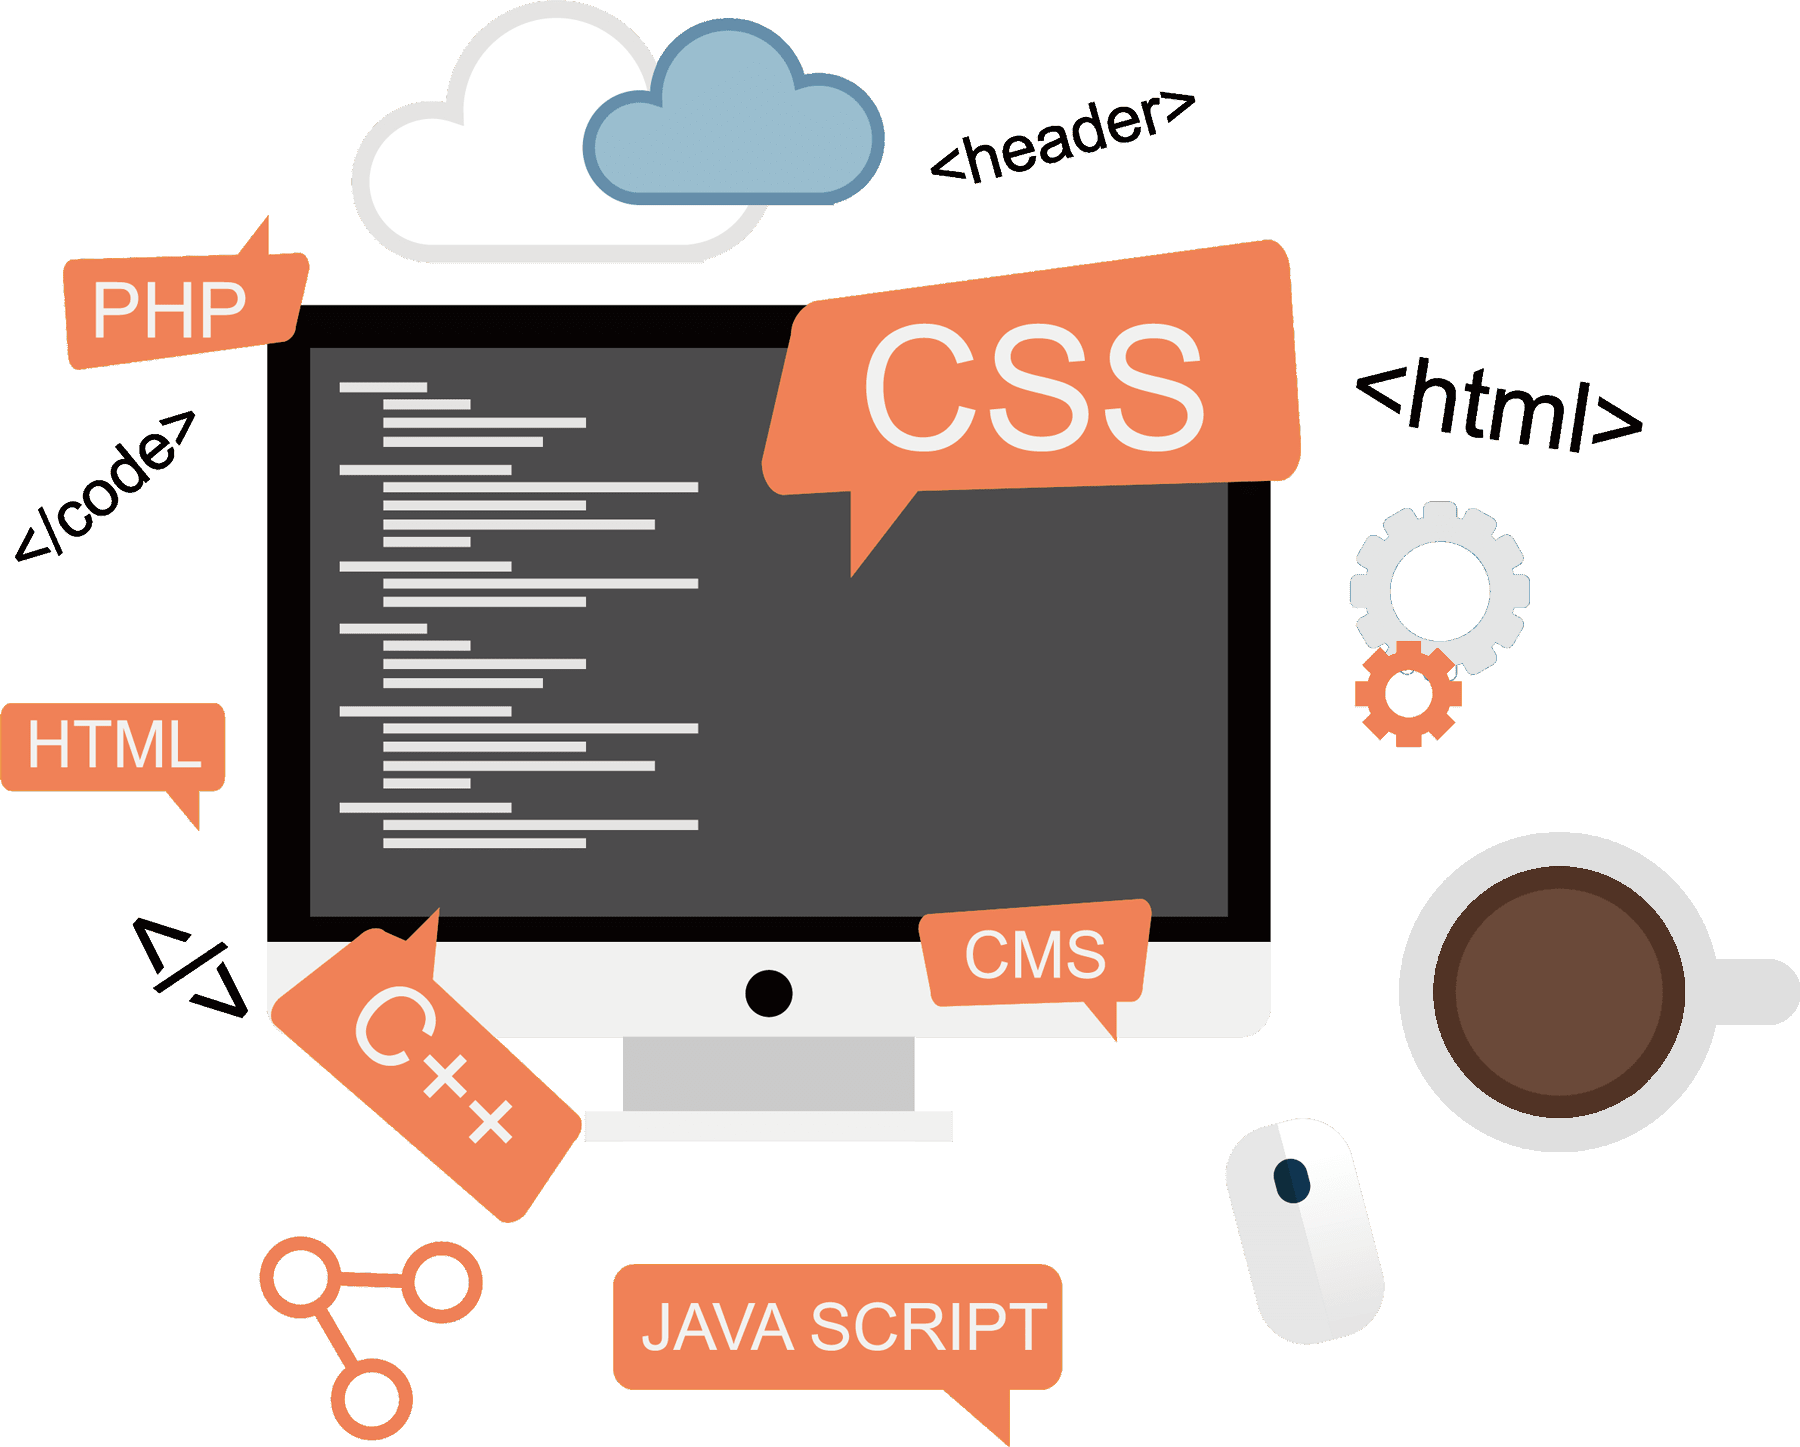 <header>
PHP
CSS
<html>
</code>
HTML
</>
CMS
C++
JAVA SCRIPT